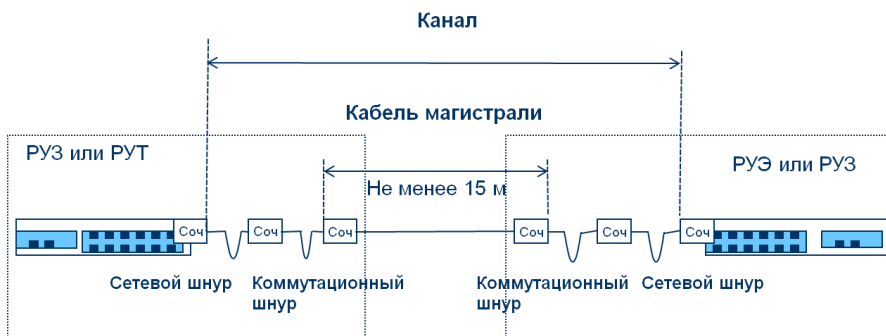 Канал
Кабель магистрали
РУЗ или РУТ
РУЭ или РУЗ
Не менее 15 м
Соч Соч Соч Соч Соч Соч
Сетевой шнур Коммутационный шнур Коммутационный шнур Сетевой шнур